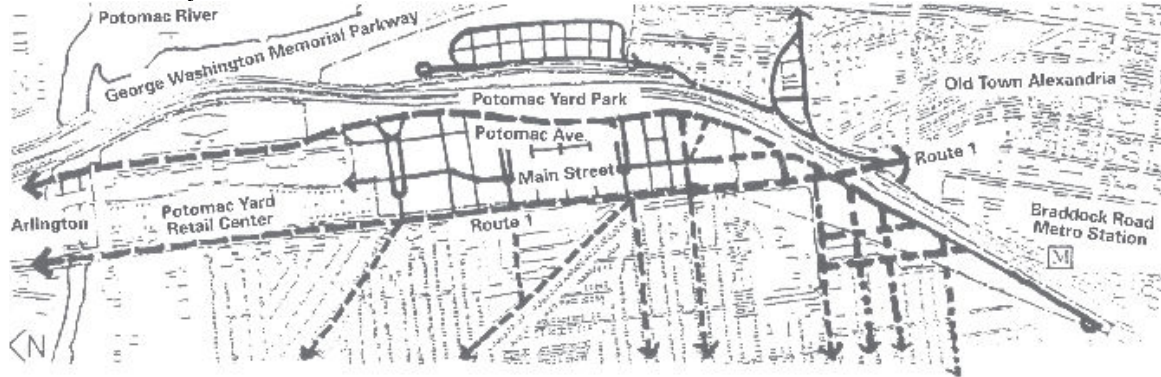 Potomac River
George Washington Memorial Parkway
Potomac Yard Park
Old Town Alexandria
Potomac Ave.
Route 1
Main Street
Arlington
Potomac Yard
Retail Center
Route 1
Braddock Road
Metro Station
M
N